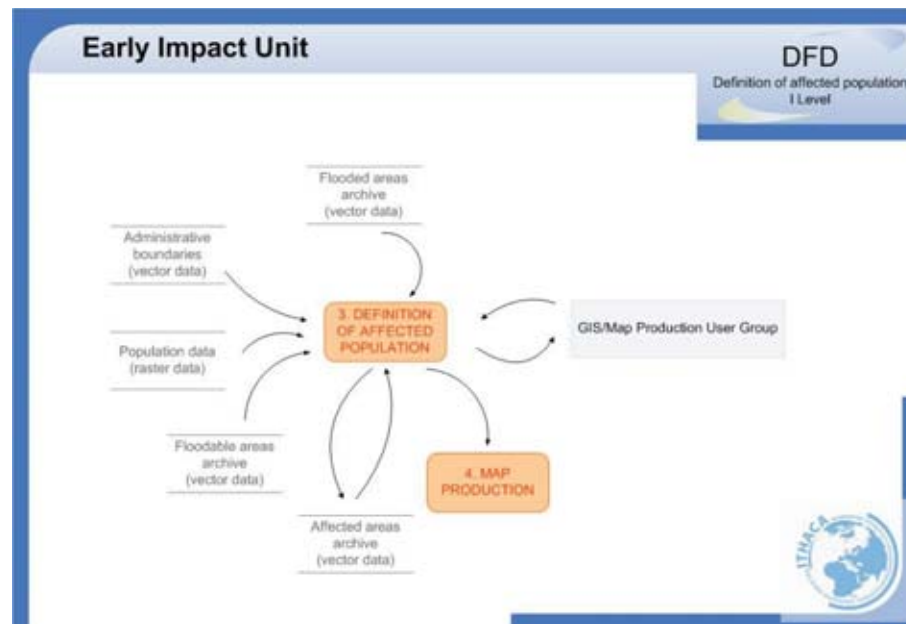 Early Impact Unit
DFD
Definition of affected population
I Level
Flooded areas
archive
(vector data)
Administrative
boundaries
(vector data)
3. DEFINITION
OF AFFECTED
POPULATION
GIS/Map Production User Group
Population data
(raster data)
Floodable areas
archive
(vector data)
4. MAP
PRODUCTION
Affected areas
archive
(vector data)
ITHACA